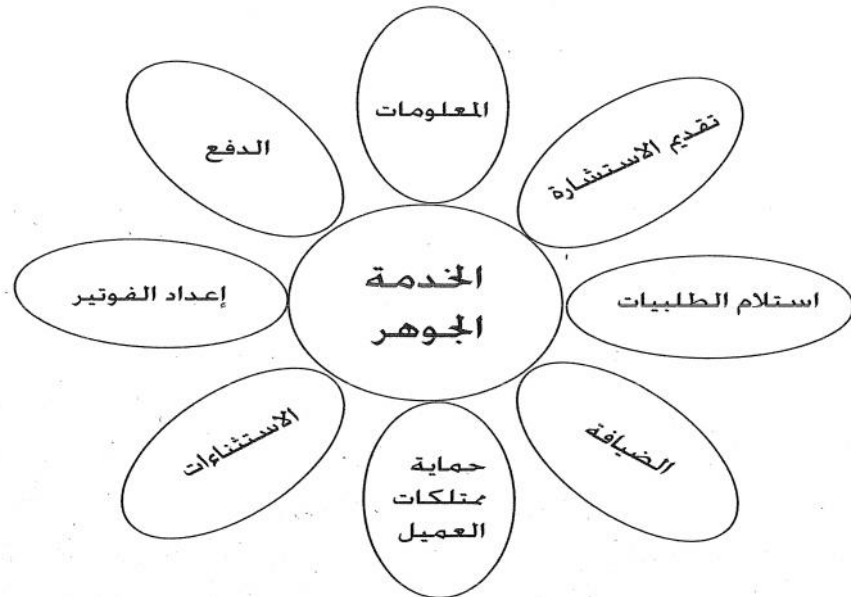 المعلومات
تقديم الاستشارة
الدفع
الخدمة
الجوهر
استلام الطلبيات
إعداد الفوتير
الضيافة
الاستثناءات
حماية
ممتلكات
العميل